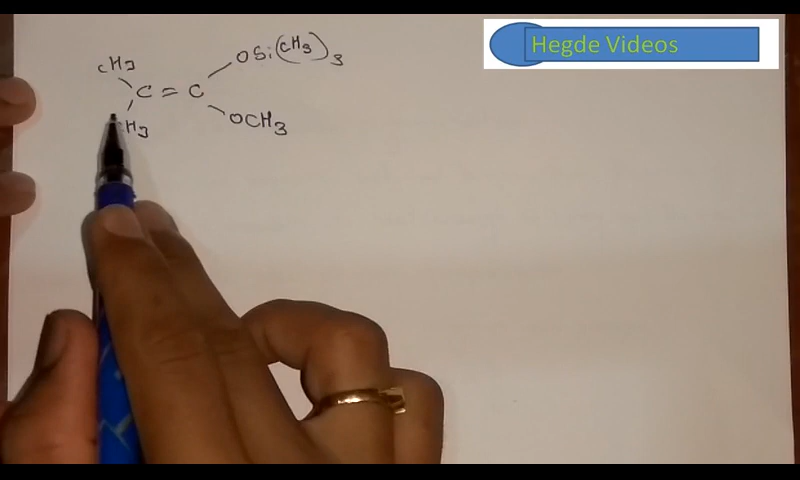 Hegde Videos
OSi(CH3)3
CH3
C = C
OCH3
CH3